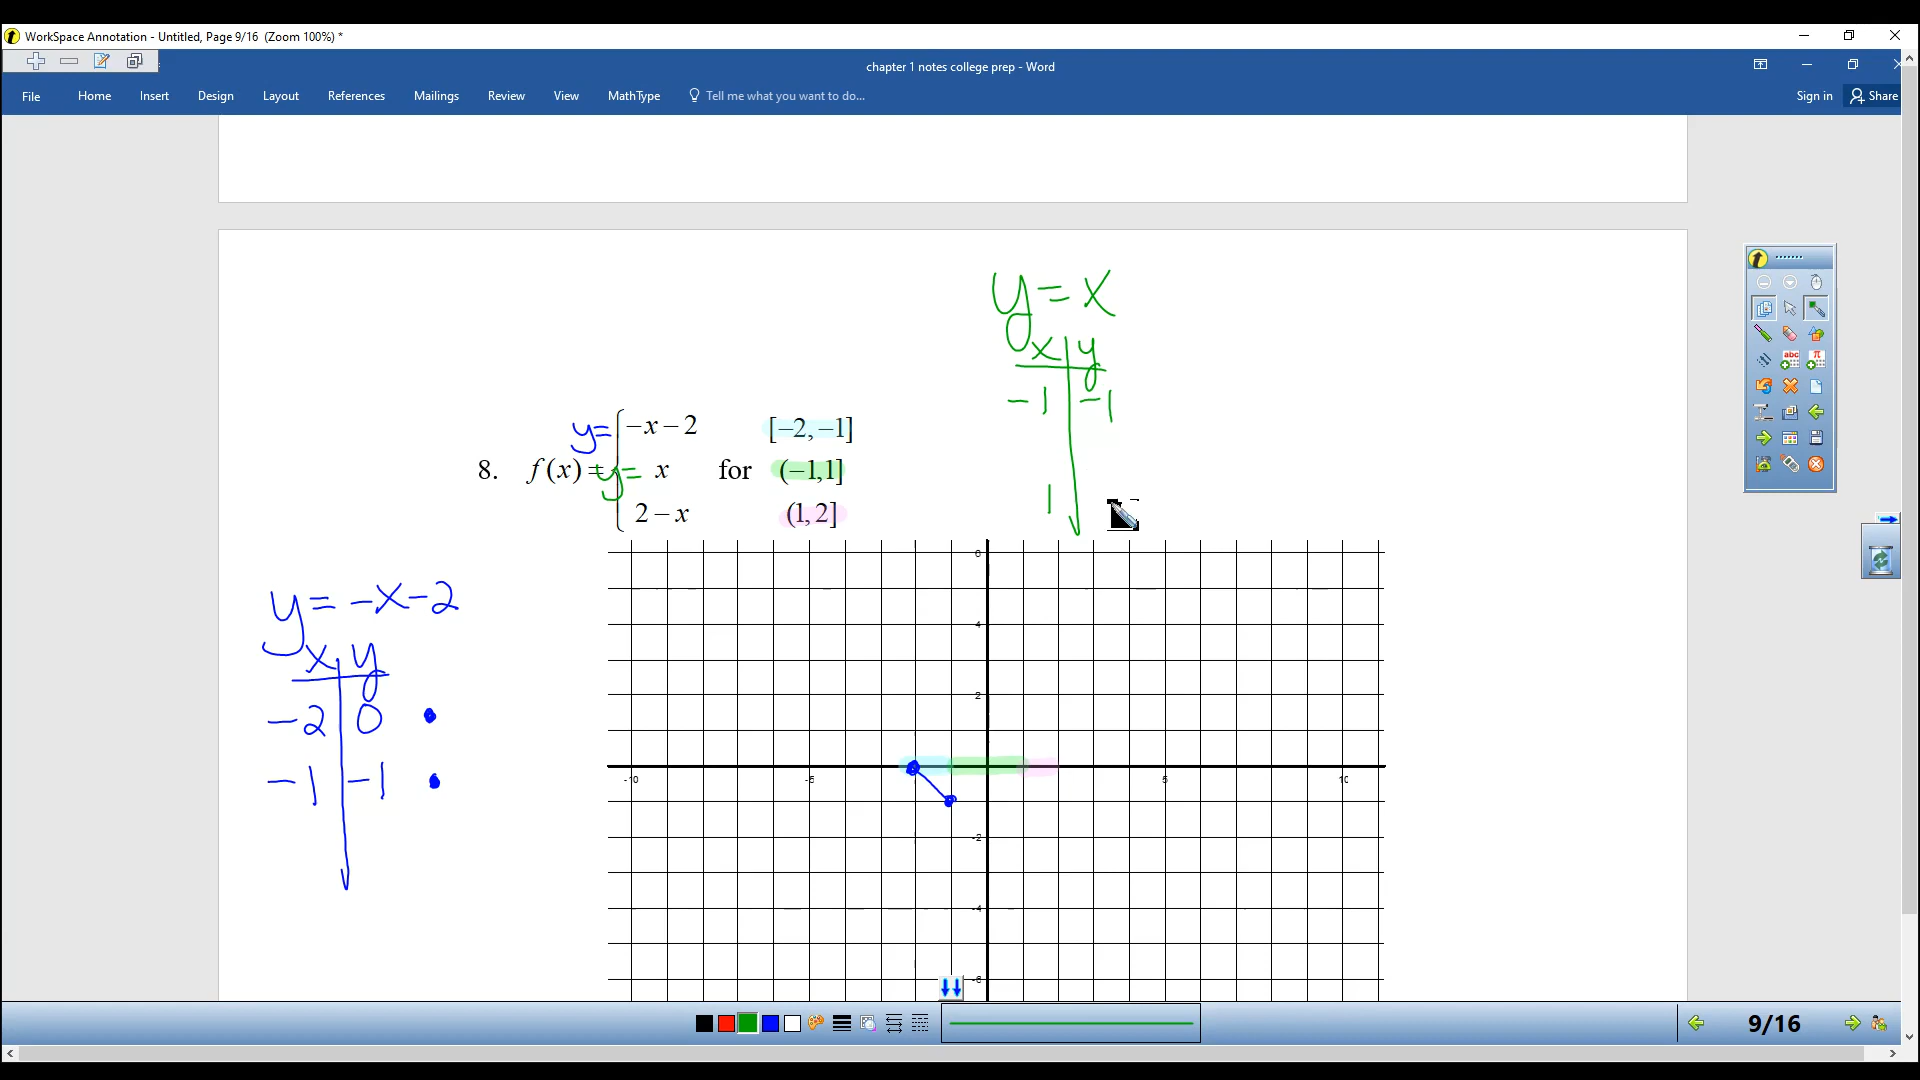 WorkSpace Annotation - Untitled, Page 9/16 (Zoom 100%) *
chapter 1 notes college prep - Word
File Home Insert Design Layout References Mailings Review View MathType Tell me what you want to do... Sign in Share
y = x
x y
-1 -1
1
y= −x − 2 [−2, −1]
8. f(x) = y= x for (−1,1]
2 − x (1, 2]
y = -x-2
x y
-2 0
-1 -1
6
4
2
-10 -5 5 10
-2
-4
-6
9/16